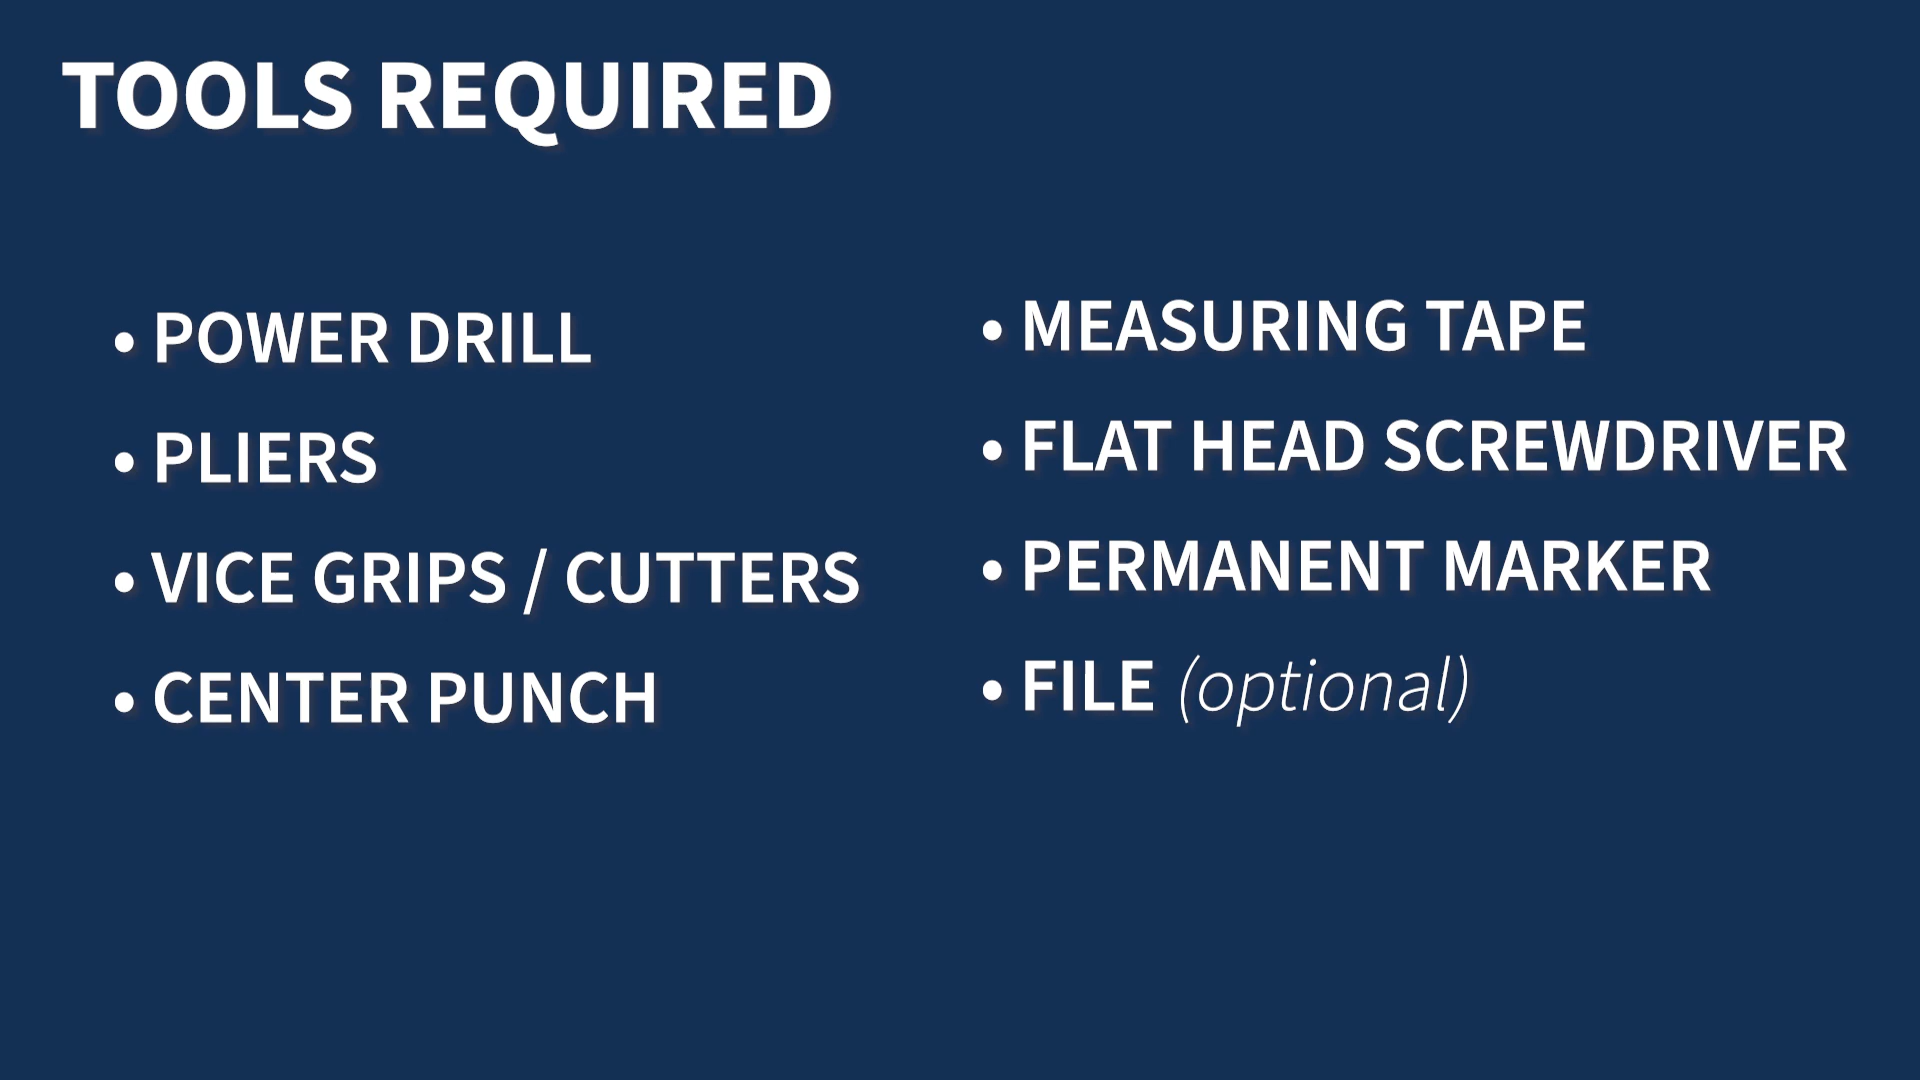 TOOLS REQUIRED
• POWER DRILL
• PLIERS
• VICE GRIPS / CUTTERS
• CENTER PUNCH
• MEASURING TAPE
• FLAT HEAD SCREWDRIVER
• PERMANENT MARKER
• FILE (optional)